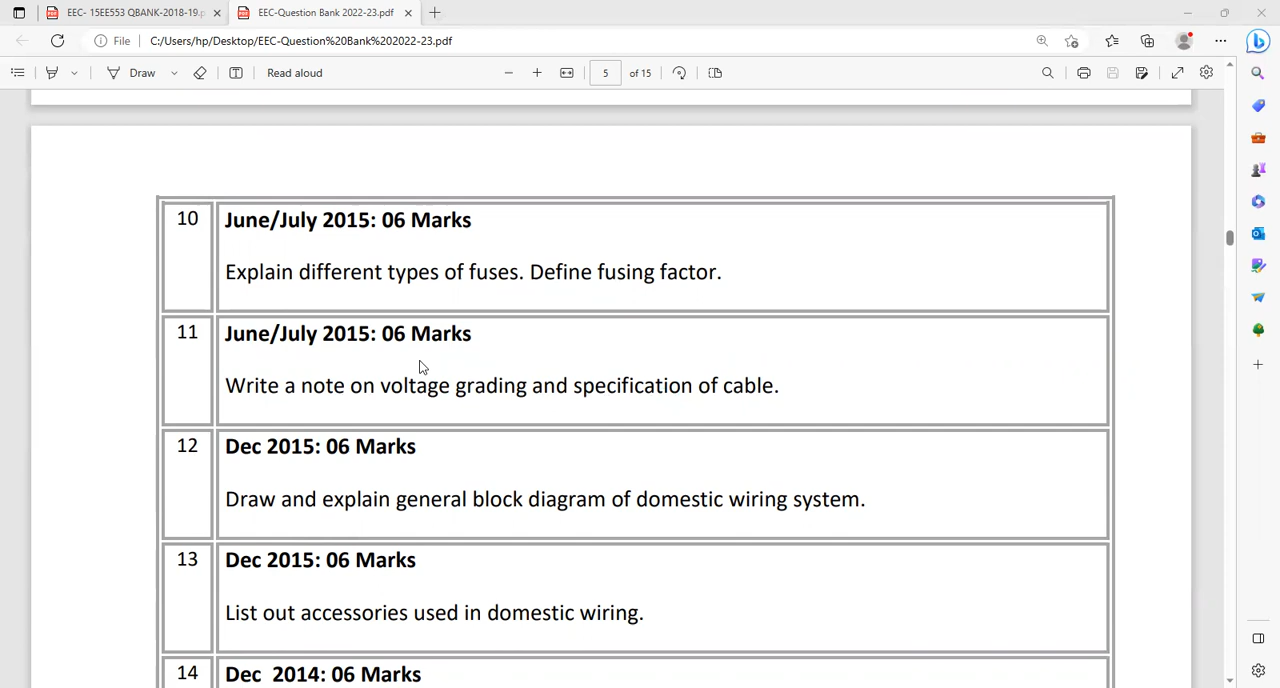 EEC- 15EE553 QBANK-2018-19.p
EEC-Question Bank 2022-23.pdf
File
C:/Users/hp/Desktop/EEC-Question%20Bank%202022-23.pdf
Draw
Read aloud
5
of 15
10
June/July 2015: 06 Marks
Explain different types of fuses. Define fusing factor.
11
June/July 2015: 06 Marks
Write a note on voltage grading and specification of cable.
12
Dec 2015: 06 Marks
Draw and explain general block diagram of domestic wiring system.
13
Dec 2015: 06 Marks
List out accessories used in domestic wiring.
14
Dec  2014: 06 Marks